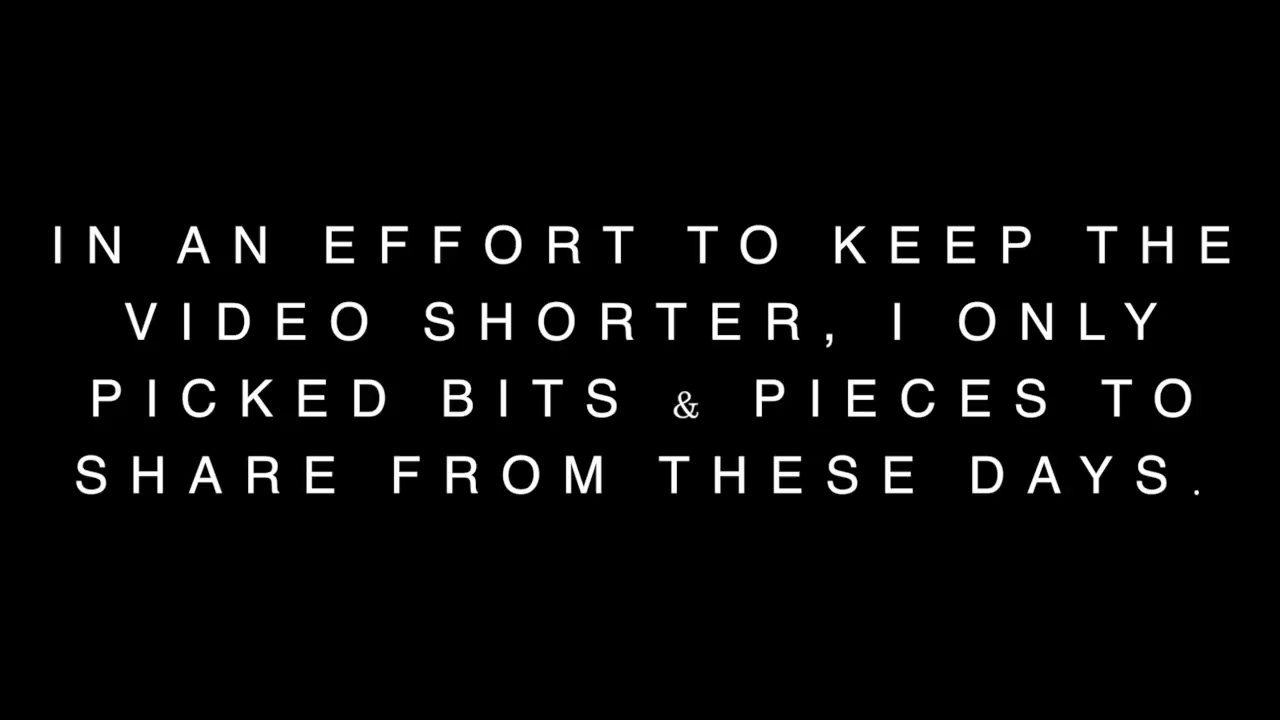 IN AN EFFORT TO KEEP THE
VIDEO SHORTER, I ONLY
PICKED BITS & PIECES TO
SHARE FROM THESE DAYS.